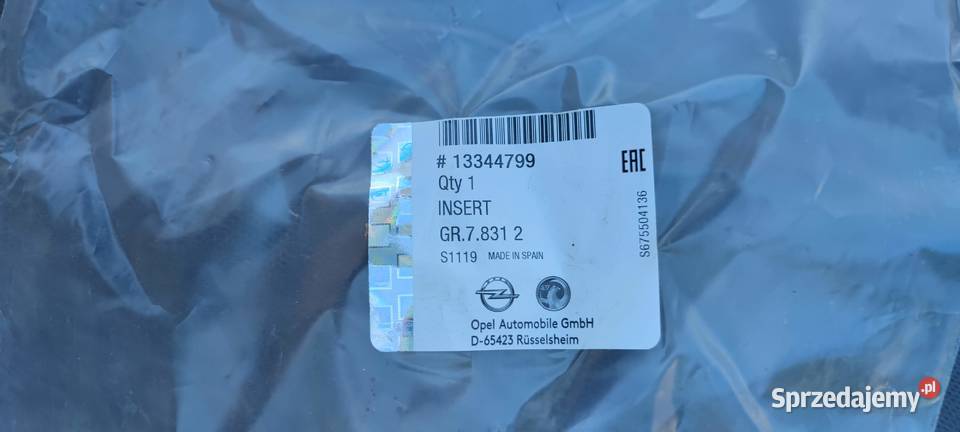 # 13344799
Qty 1
INSERT
GR.7.831 2
S1119 MADE IN SPAIN
Opel Automobile GmbH
D-65423 Rüsselsheim
EAC
S675504136
Sprzedajemy.pl